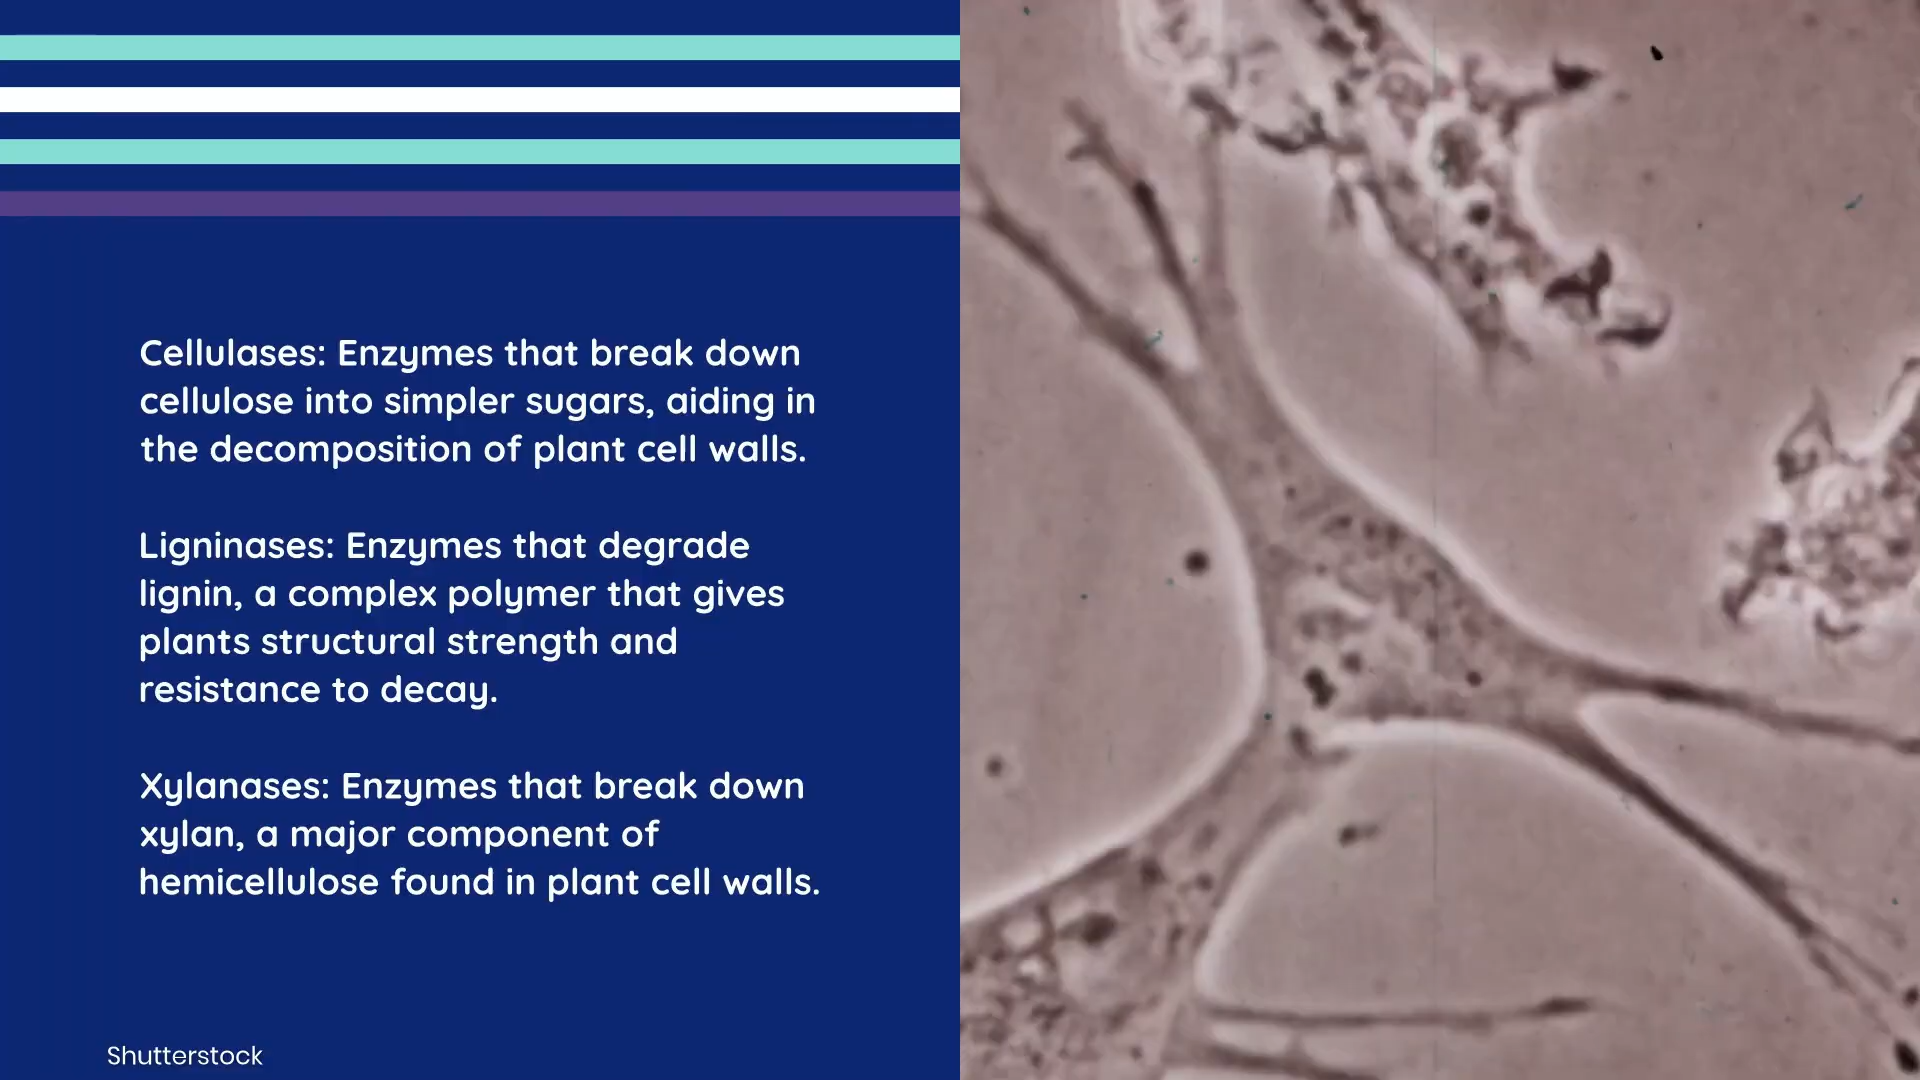 Cellulases: Enzymes that break down
cellulose into simpler sugars, aiding in
the decomposition of plant cell walls.
Ligninases: Enzymes that degrade
lignin, a complex polymer that gives
plants structural strength and
resistance to decay.
Xylanases: Enzymes that break down
xylan, a major component of
hemicellulose found in plant cell walls.
Shutterstock